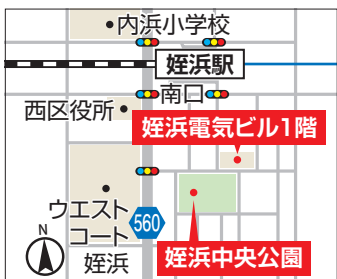 内浜小学校
姪浜駅
南口
西区役所
姪浜電気ビル1階
ウエスト
コート
560
N
姪浜
姪浜中央公園